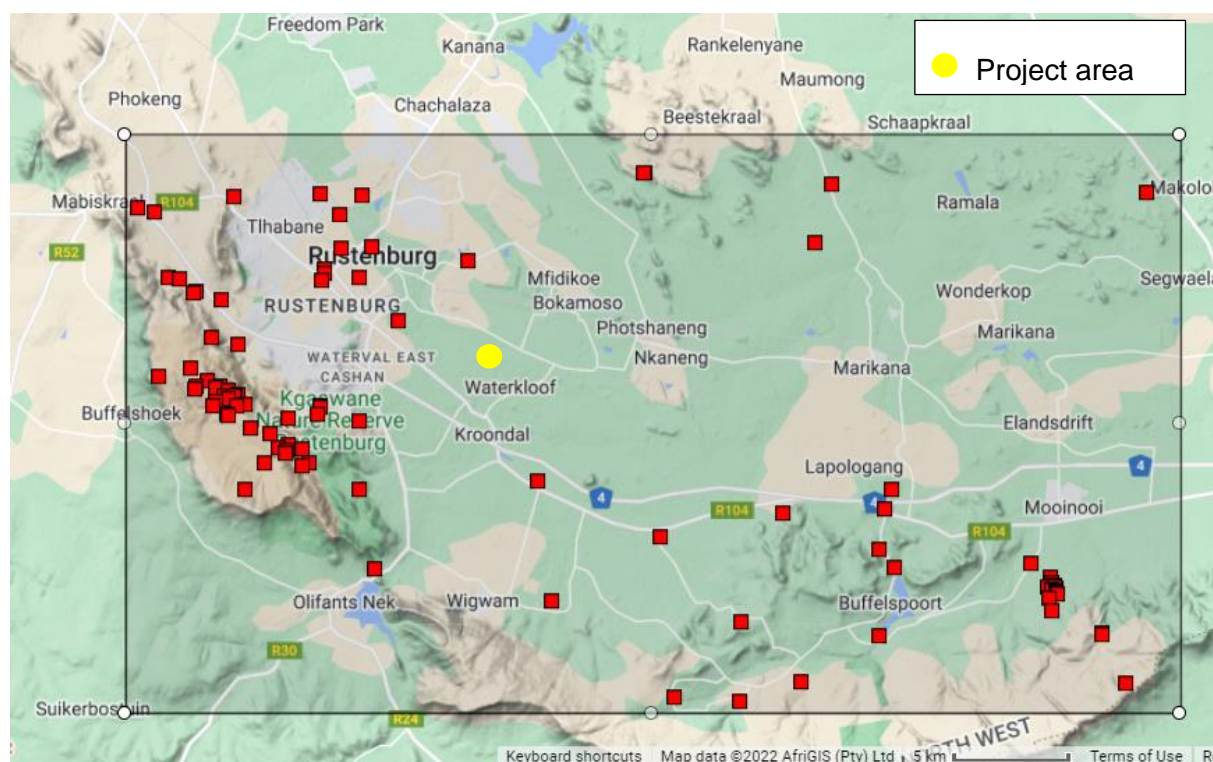 Freedom Park
Kanana
Rankelenyane
Project area
Maumong
Phokeng
Chachalaza
Beestekraal
Schaapkraal
Mabiskraal
R104
Makolo
Ramala
Tlhabane
R52
Rustenburg
Mfidikoe
Segwael
Bokamoso
Wonderkop
RUSTENBURG
Photshaneng
Marikana
WATERVAL EAST
CASHAN
Nkaneng
Marikana
Waterkloof
Kgaswane
Buffelshoek
Nature Reserve
Elandsdrift
Kroondal
Rustenburg
Lapologang
4
4
4
R104
Mooinooi
R104
Olifants Nek
Wigwam
Buffelspoort
R30
Suikerbosfuin
R24
NORTH WEST
Keyboard shortcuts
Map data ©2022 AfriGIS (Pty) Ltd
5 km
Terms of Use
R